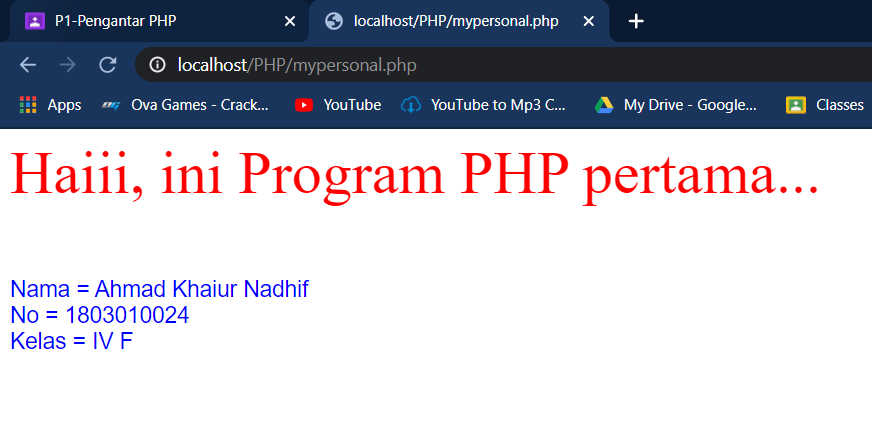 P1-Pengantar PHP
localhost/PHP/mypersonal.php
localhost/PHP/mypersonal.php
Apps Ova Games - Crack... YouTube YouTube to Mp3 C... My Drive - Google... Classes
Haiii, ini Program PHP pertama...
Nama = Ahmad Khaiur Nadhif
No = 1803010024
Kelas = IV F